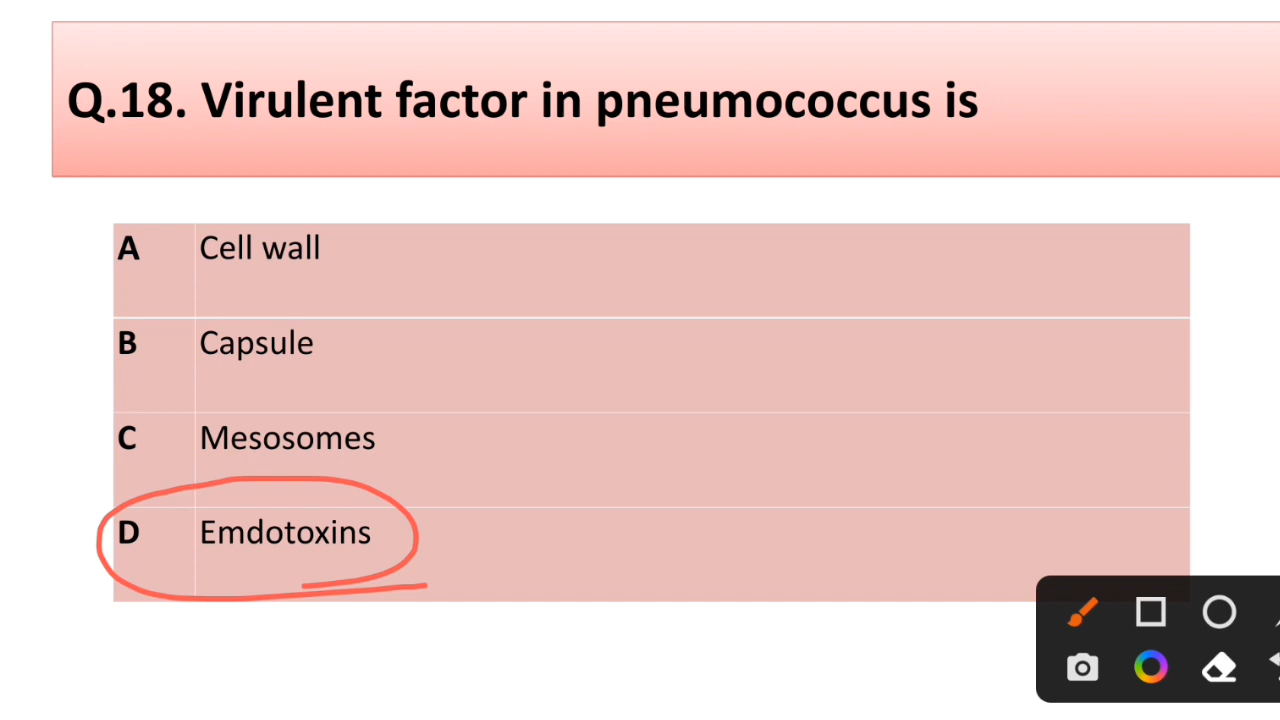 Q.18. Virulent factor in pneumococcus is
A Cell wall
B Capsule
C Mesosomes
D Emdotoxins